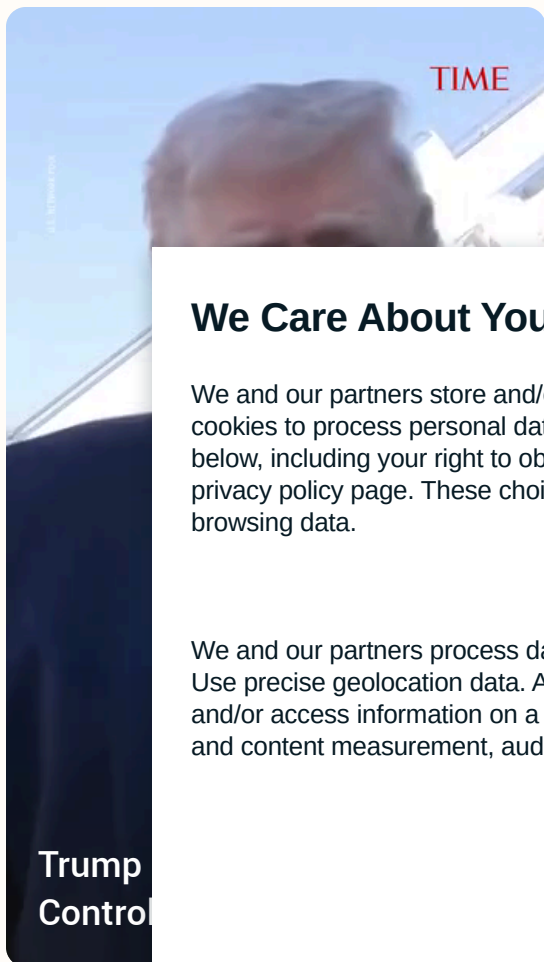 TIME
We Care About You
We and our partners store and/
cookies to process personal dat
below, including your right to ob
privacy policy page. These choi
browsing data.
We and our partners process da
Use precise geolocation data. A
and/or access information on a
and content measurement, aud
Trump
Control